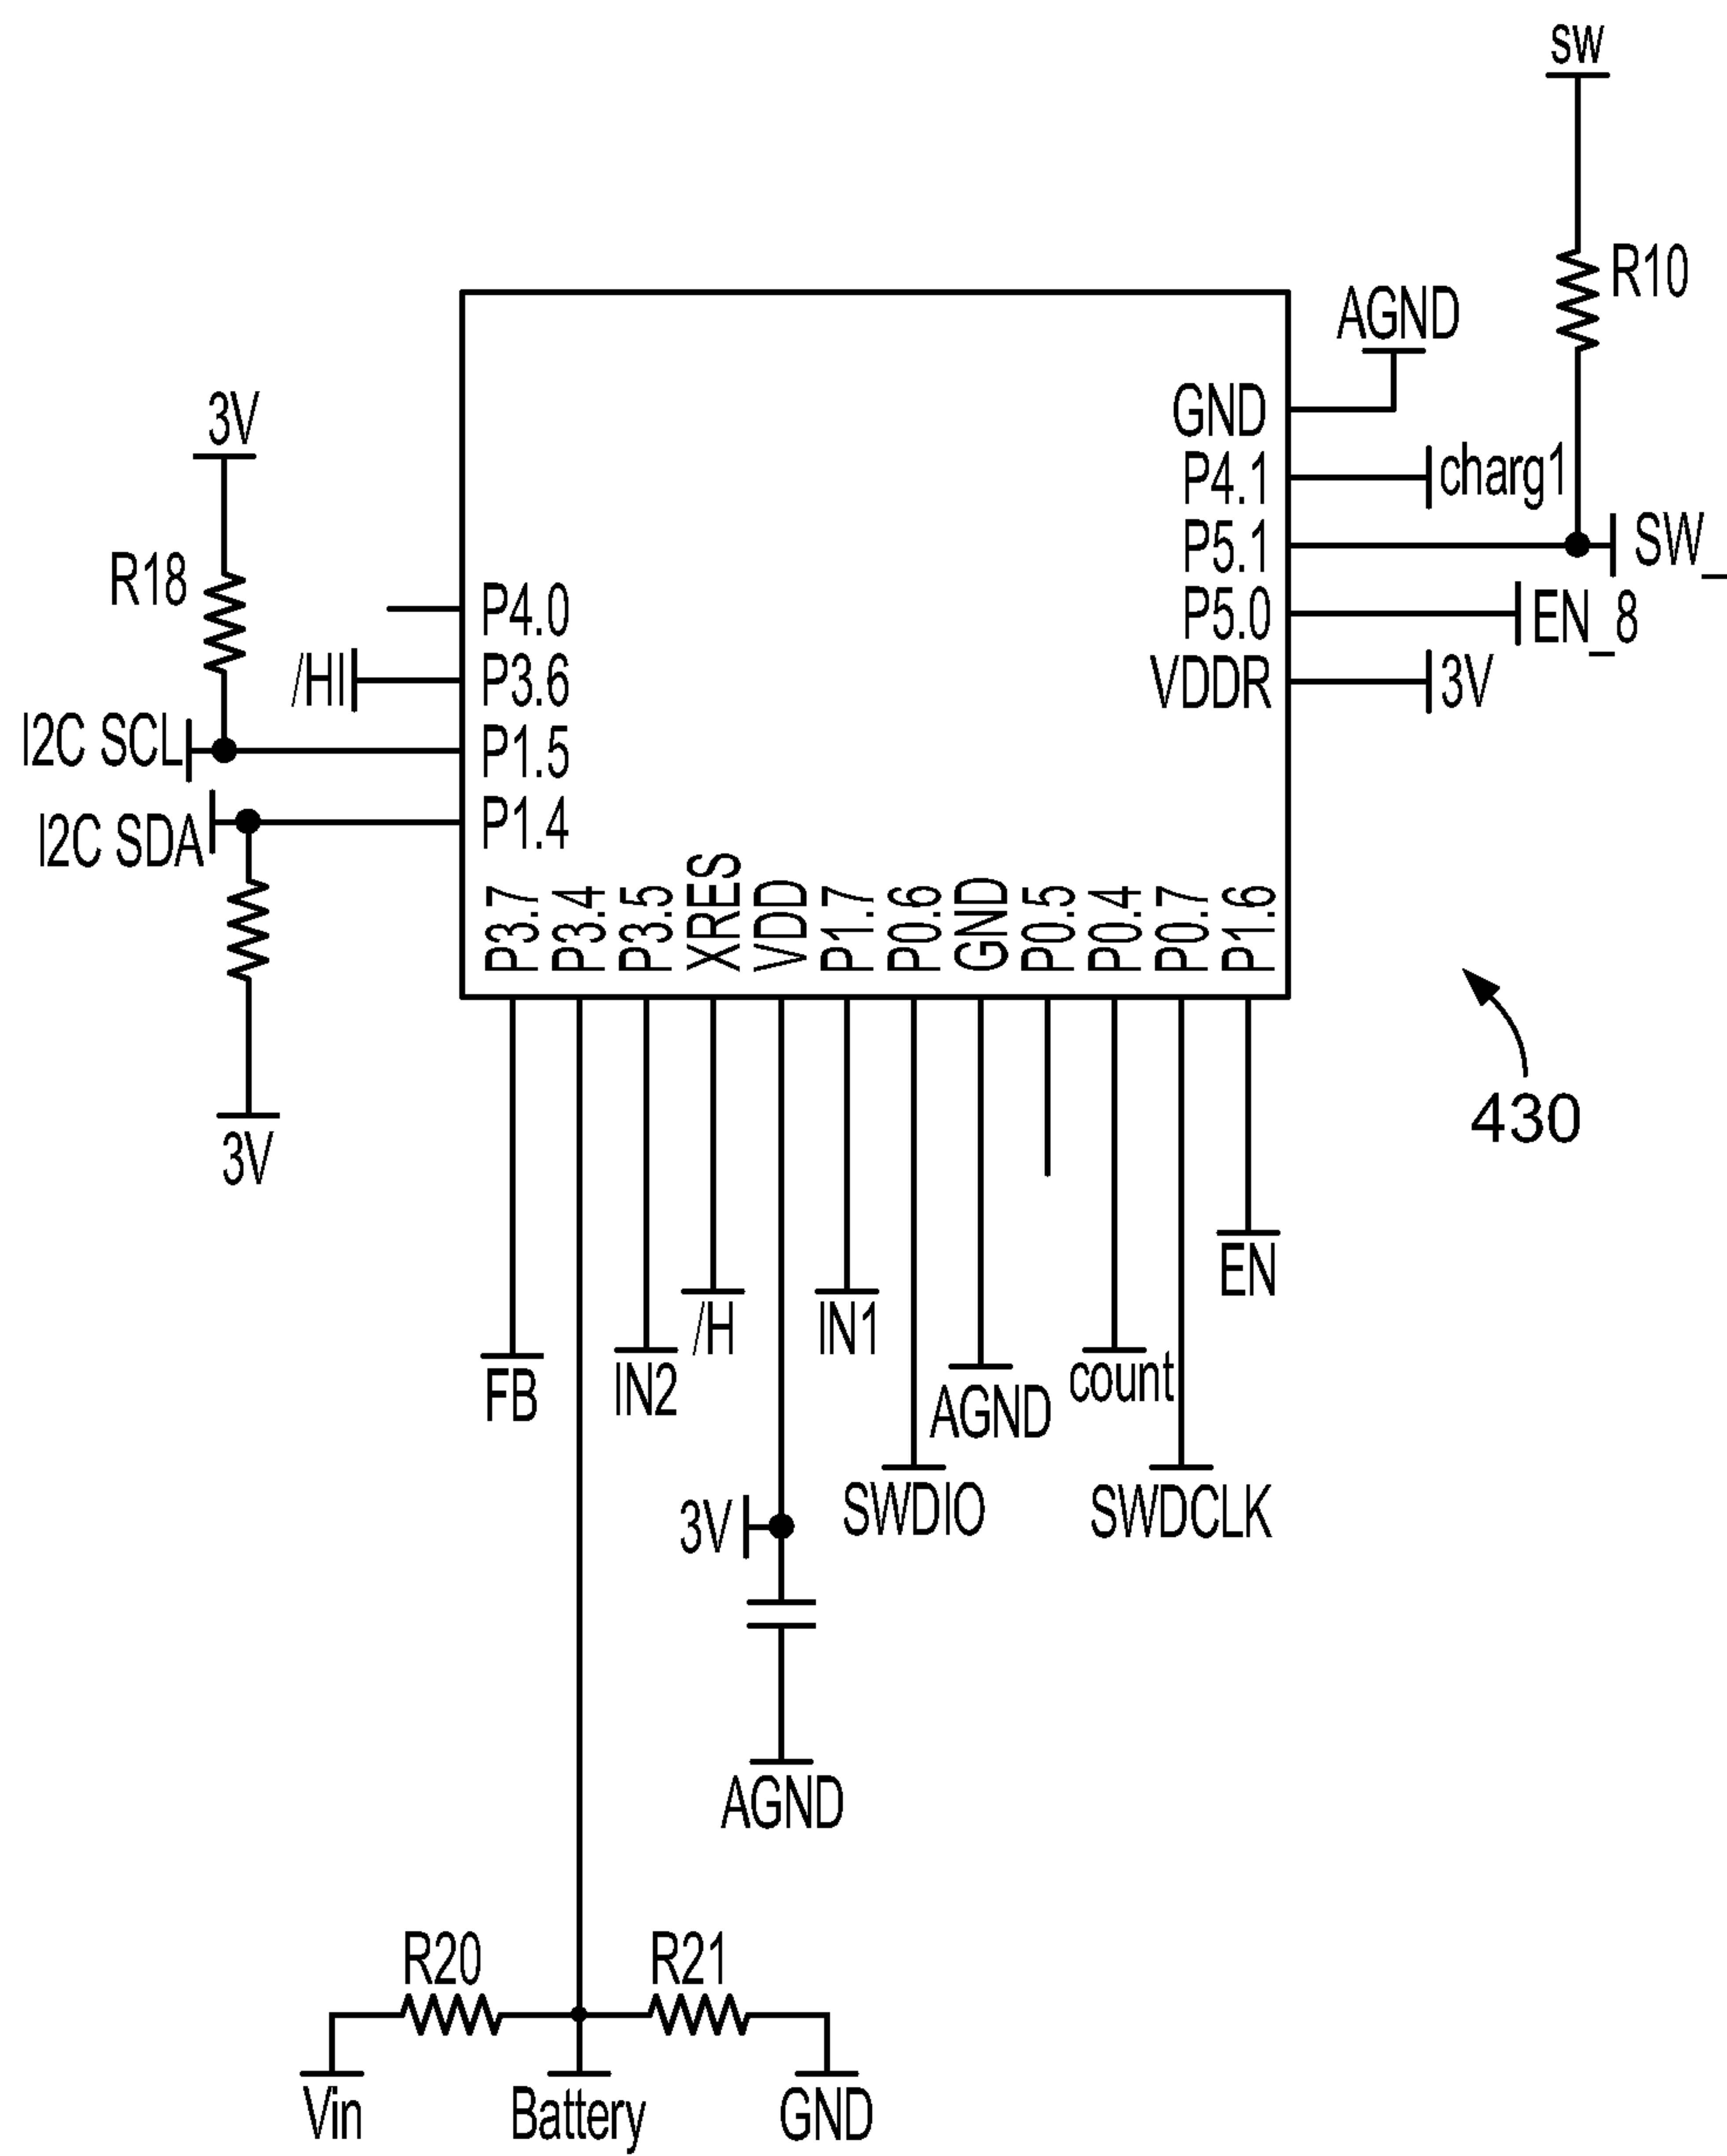 sw
R10
AGND
GND
P4.1
charg1
P5.1
SW_
P5.0
EN_8
VDDR
3V
3V
R18
P4.0
/HI
P3.6
I2C SCL
P1.5
I2C SDA
P1.4
3V
P3.7
P3.4
P3.5
XRES
VDD
P1.7
P0.6
GND
P0.5
P0.4
P0.7
P1.6
430
EN
/H
IN1
FB
IN2
AGND
count
3V
SWDIO
SWDCLK
AGND
R20
R21
Vin
Battery
GND